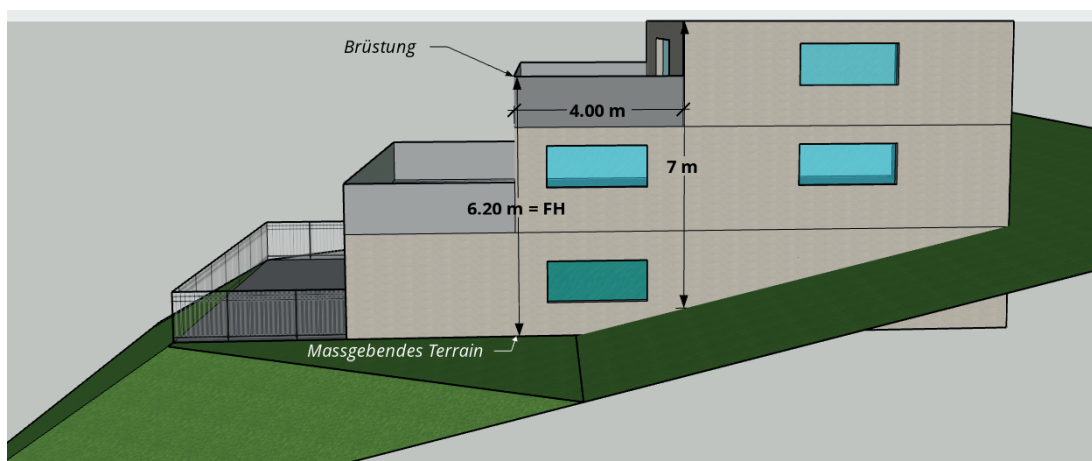 Brüstung
4.00 m
7 m
6.20 m = FH
Massgebendes Terrain